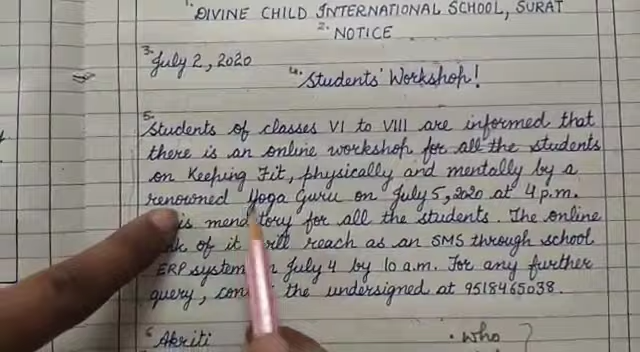 1. DIVINE CHILD INTERNATIONAL SCHOOL, SURAT
2. NOTICE
3. July 2, 2020
4. Students' Workshop!
5. Students of classes VI to VIII are informed that
there is an online workshop for all the students
on Keeping Fit, physically and mentally by a
renowned Yoga Guru on July 5, 2020 at 4 p.m.
is mendtory for all the students. The online
of it will reach as an SMS through school
ERP system July 4 by 10 a.m. For any further
query, the undersigned at 9518465038.
6 Akriti
. who ?